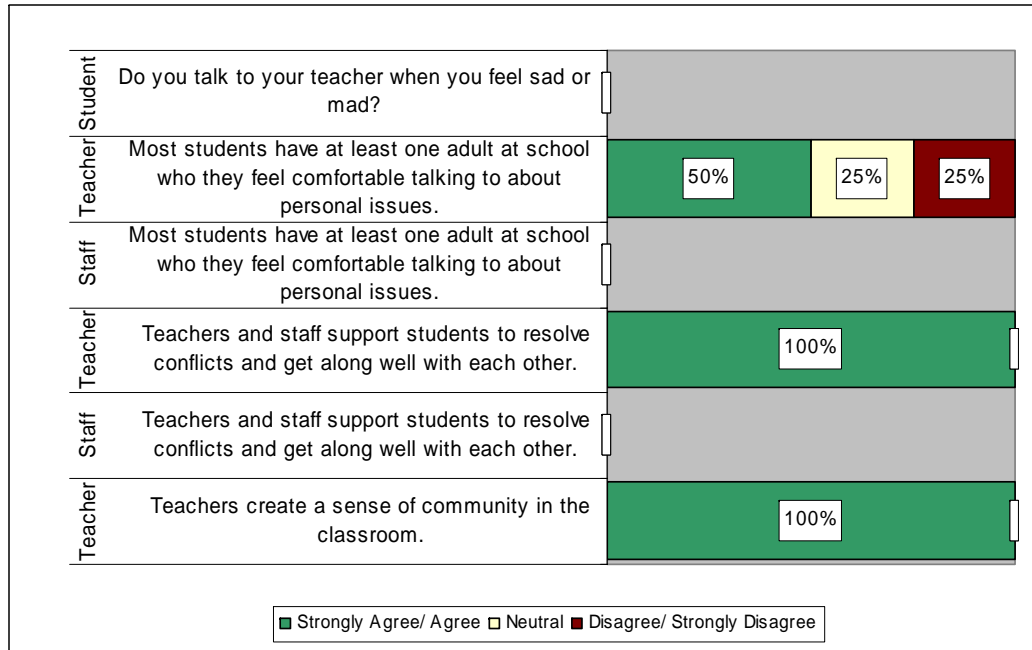 Student
Do you talk to your teacher when you feel sad or
mad?
Teacher
Most students have at least one adult at school
who they feel comfortable talking to about
personal issues.
50%
25%
25%
Staff
Most students have at least one adult at school
who they feel comfortable talking to about
personal issues.
Teacher
Teachers and staff support students to resolve
conflicts and get along well with each other.
100%
Staff
Teachers and staff support students to resolve
conflicts and get along well with each other.
Teacher
Teachers create a sense of community in the
classroom.
100%
Strongly Agree/ Agree Neutral Disagree/ Strongly Disagree